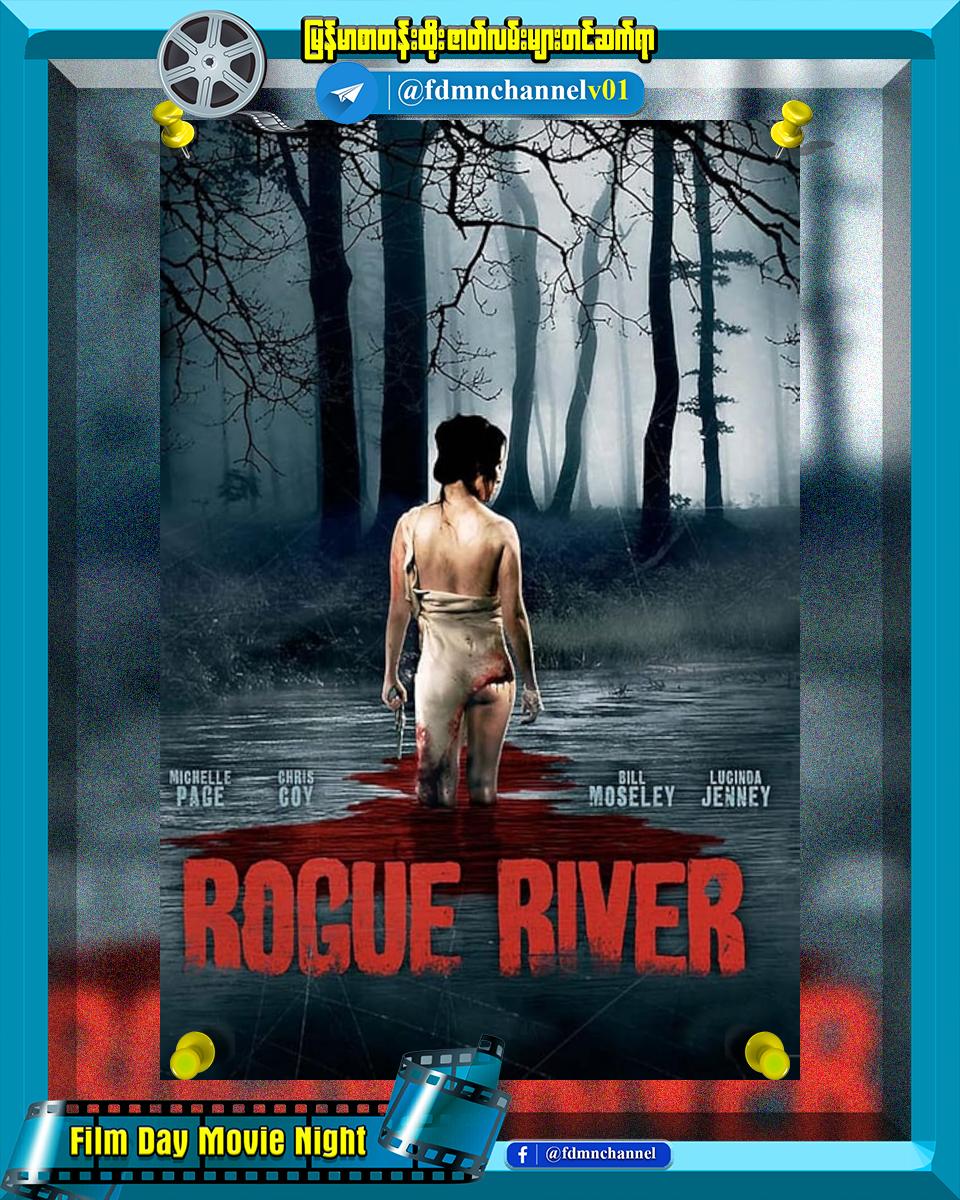 မြန်မာစာတန်းထိုးဇာတ်လမ်းများတင်ဆက်ရာ
@fdmnchannelv01
MICHELLE PAGE
CHRIS COY
BILL MOSELEY
LUCINDA JENNEY
ROGUE RIVER
Film Day Movie Night
@fdmnchannel